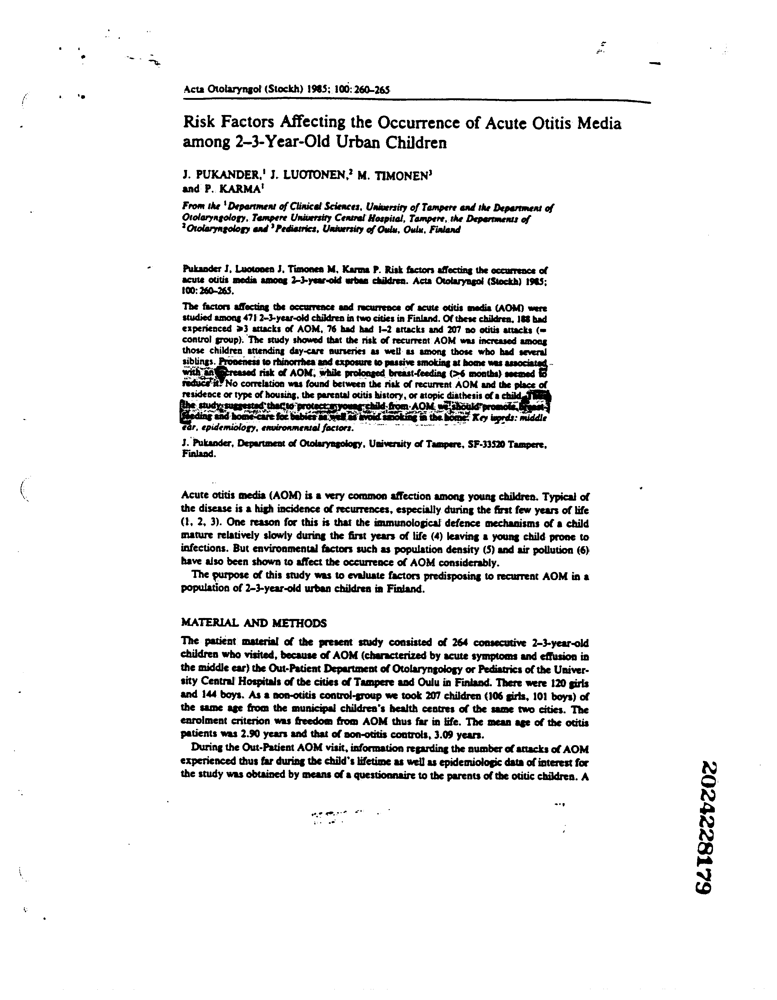 Acta Otolaryngol (Stockh) 1985; 100: 260–265
Risk Factors Affecting the Occurrence of Acute Otitis Media
among 2–3-Year-Old Urban Children
J. PUKANDER,¹ J. LUOTONEN,² M. TIMONEN³
and P. KARMA¹
From the ¹Department of Clinical Sciences, University of Tampere and the Department of
Otolaryngology, Tampere University Central Hospital, Tampere, the Departments of
²Otolaryngology and ³Pediatrics, University of Oulu, Oulu, Finland
Pukander J, Luotonen J, Timonen M, Karma P. Risk factors affecting the occurrence of
acute otitis media among 2–3-year-old urban children. Acta Otolaryngol (Stockh) 1985;
100: 260–265.
The factors affecting the occurrence and recurrence of acute otitis media (AOM) were
studied among 471 2–3-year-old children in two cities in Finland. Of these children, 188 had
experienced ≥3 attacks of AOM, 76 had had 1–2 attacks and 207 no otitis attacks (=
control group). The study showed that the risk of recurrent AOM was increased among
those children attending day-care nurseries as well as among those who had several
siblings. Proneness to rhinorrhea and exposure to passive smoking at home was associated
with an increased risk of AOM, while prolonged breast-feeding (>6 months) seemed to
reduce it. No correlation was found between the risk of recurrent AOM and the place of
residence or type of housing, the parental otitis history, or atopic diathesis of a child.
the study suggested that to protect a young child from AOM we should promote breast-
feeding and home-care for babies as well as avoid smoking in the home. Key words: middle
ear, epidemiology, environmental factors.
J. Pukander, Department of Otolaryngology, University of Tampere, SF-33520 Tampere,
Finland.
Acute otitis media (AOM) is a very common affection among young children. Typical of
the disease is a high incidence of recurrences, especially during the first few years of life
(1, 2, 3). One reason for this is that the immunological defence mechanisms of a child
mature relatively slowly during the first years of life (4) leaving a young child prone to
infections. But environmental factors such as population density (5) and air pollution (6)
have also been shown to affect the occurrence of AOM considerably.
The purpose of this study was to evaluate factors predisposing to recurrent AOM in a
population of 2–3-year-old urban children in Finland.
MATERIAL AND METHODS
The patient material of the present study consisted of 264 consecutive 2–3-year-old
children who visited, because of AOM (characterized by acute symptoms and effusion in
the middle ear) the Out-Patient Department of Otolaryngology or Pediatrics of the Univer-
sity Central Hospitals of the cities of Tampere and Oulu in Finland. There were 120 girls
and 144 boys. As a non-otitis control-group we took 207 children (106 girls, 101 boys) of
the same age from the municipal children's health centres of the same two cities. The
enrolment criterion was freedom from AOM thus far in life. The mean age of the otitis
patients was 2.90 years and that of non-otitis controls, 3.09 years.
During the Out-Patient AOM visit, information regarding the number of attacks of AOM
experienced thus far during the child's lifetime as well as epidemiologic data of interest for
the study was obtained by means of a questionnaire to the parents of the otitic children. A
2024228179